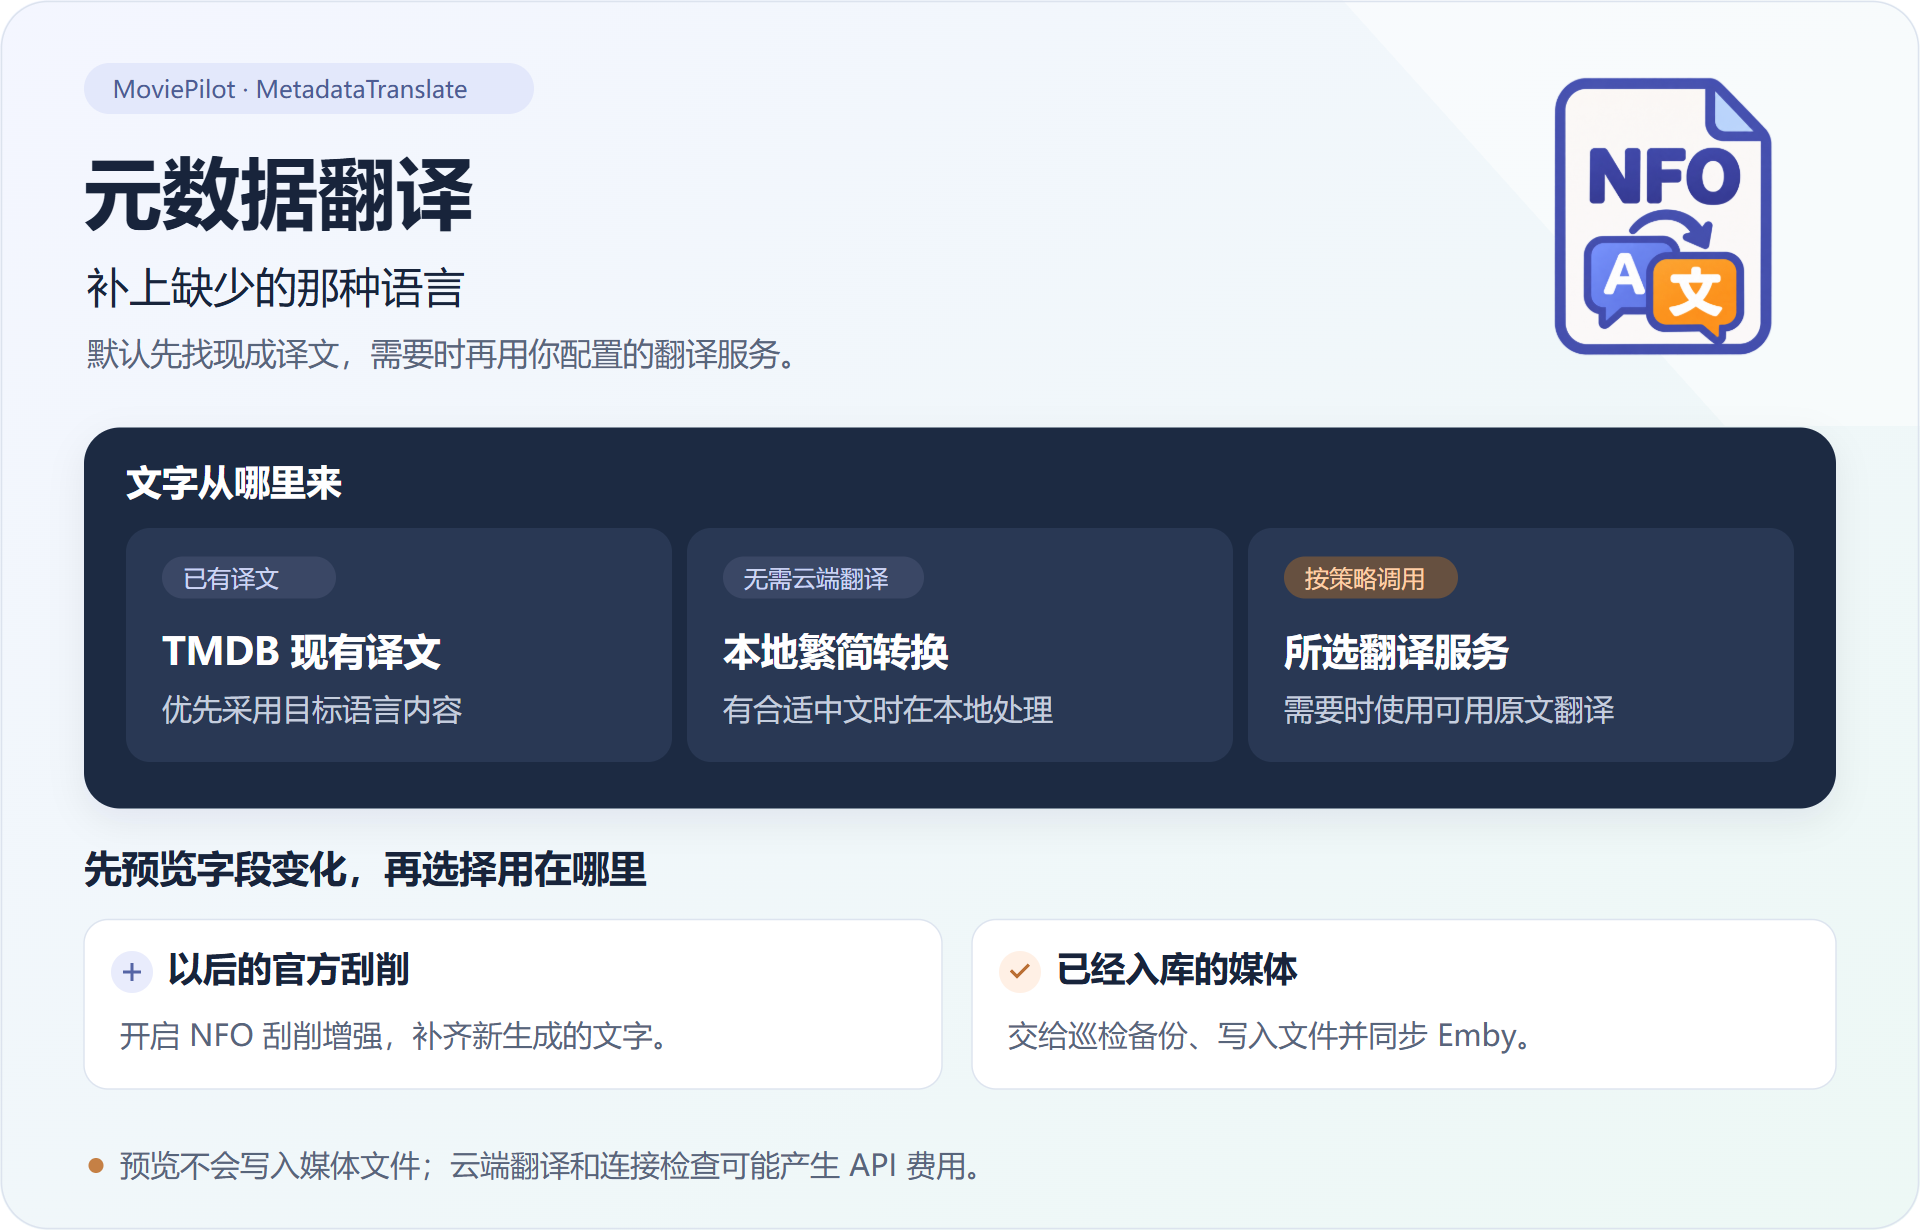 MoviePilot · MetadataTranslate
元数据翻译
补上缺少的那种语言
默认先找现成译文，需要时再用你配置的翻译服务。
NFO
A
文
文字从哪里来
已有译文
TMDB 现有译文
优先采用目标语言内容
无需云端翻译
本地繁简转换
有合适中文时在本地处理
按策略调用
所选翻译服务
需要时使用可用原文翻译
先预览字段变化，再选择用在哪里
以后的官方刮削
开启 NFO 刮削增强，补齐新生成的文字。
已经入库的媒体
交给巡检备份、写入文件并同步 Emby。
预览不会写入媒体文件；云端翻译和连接检查可能产生 API 费用。